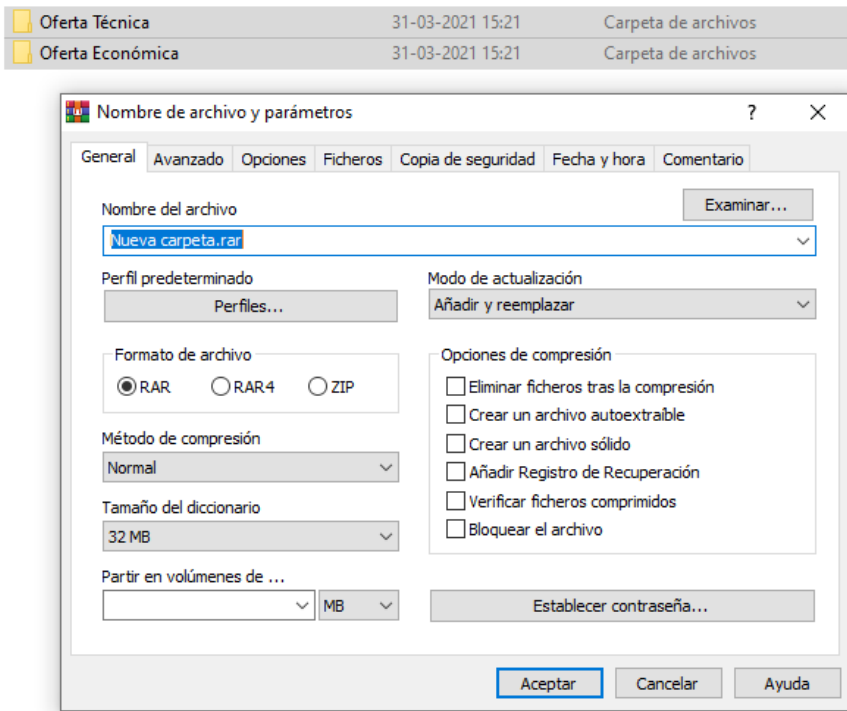 Oferta Técnica 31-03-2021 15:21 Carpeta de archivos
Oferta Económica 31-03-2021 15:21 Carpeta de archivos
Nombre de archivo y parámetros ?
General Avanzado Opciones Ficheros Copia de seguridad Fecha y hora Comentario
Nombre del archivo
Examinar...
Nueva carpeta.rar
Perfil predeterminado
Perfiles...
Modo de actualización
Añadir y reemplazar
Formato de archivo
RAR RAR4 ZIP
Método de compresión
Normal
Tamaño del diccionario
32 MB
Partir en volúmenes de ...
MB
Opciones de compresión
Eliminar ficheros tras la compresión
Crear un archivo autoextraíble
Crear un archivo sólido
Añadir Registro de Recuperación
Verificar ficheros comprimidos
Bloquear el archivo
Establecer contraseña...
Aceptar Cancelar Ayuda